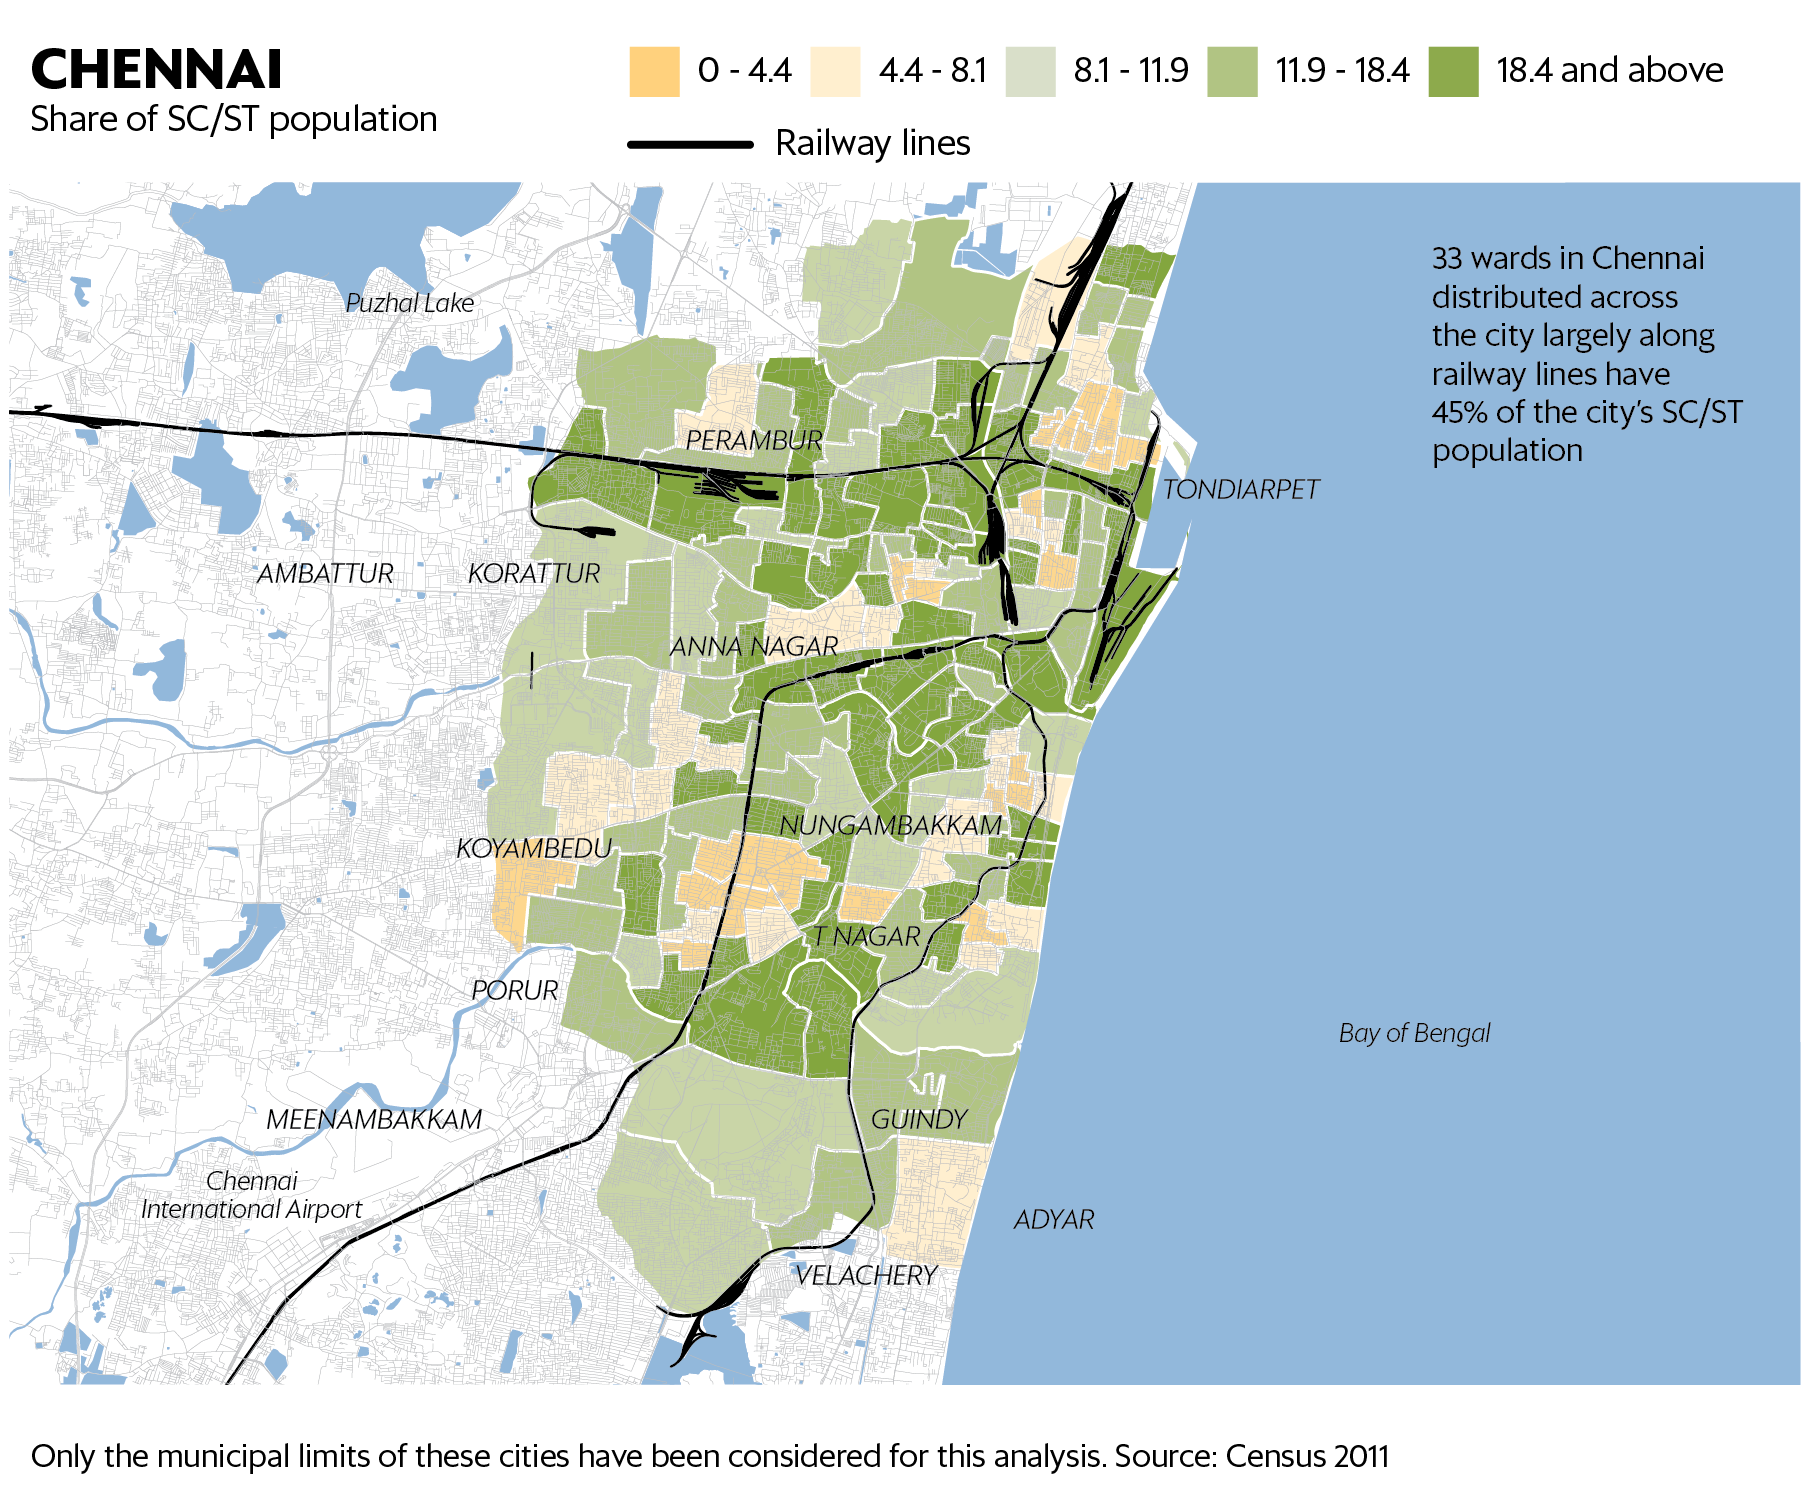 CHENNAI
Share of SC/ST population
0 - 4.4
4.4 - 8.1
8.1 - 11.9
11.9 - 18.4
18.4 and above
Railway lines
33 wards in Chennai
distributed across
the city largely along
railway lines have
45% of the city's SC/ST
population
Puzhal Lake
PERAMBUR
TONDIARPET
AMBATTUR
KORATTUR
ANNA NAGAR
NUNGAMBAKKAM
KOYAMBEDU
T NAGAR
PORUR
Bay of Bengal
MEENAMBAKKAM
GUINDY
Chennai
International Airport
ADYAR
VELACHERY
Only the municipal limits of these cities have been considered for this analysis. Source: Census 2011